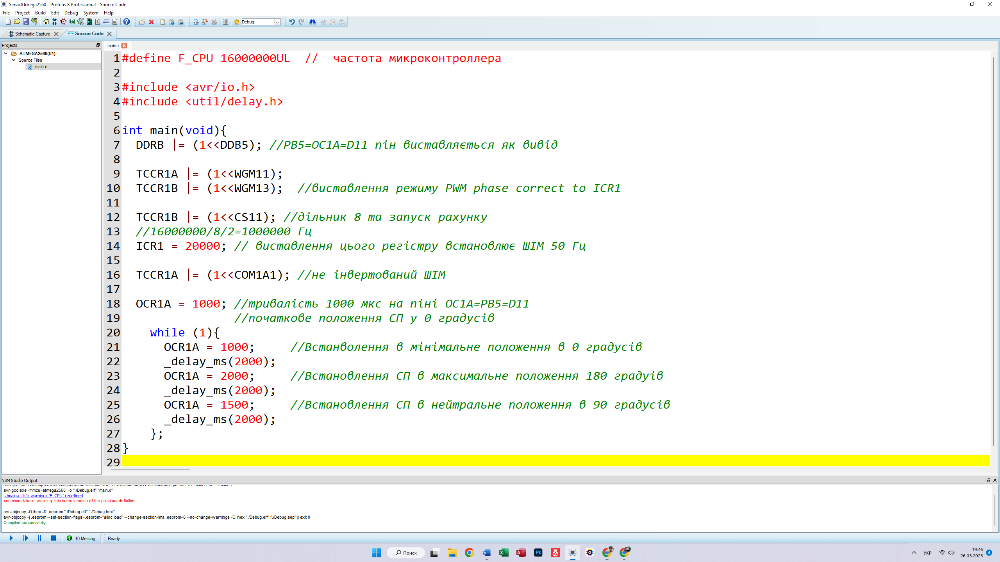 ServoATmega2560 - Proteus 8 Professional - Source Code
File Project Build Edit Debug System Help
Debug
Schematic Capture Source Code
Projects
main.c
ATMEGA2560(U1)
Source Files
main.c
1 #define F_CPU 16000000UL // частота микроконтроллера
2
3 #include <avr/io.h>
4 #include <util/delay.h>
5
6 int main(void){
7 DDRB |= (1<<DDB5); //PB5=OC1A=D11 пін виставляється як вивід
8
9 TCCR1A |= (1<<WGM11);
10 TCCR1B |= (1<<WGM13); //виставлення режиму PWM phase correct to ICR1
11
12 TCCR1B |= (1<<CS11); //дільник 8 та запуск рахунку
13 //16000000/8/2=1000000 Гц
14 ICR1 = 20000; // виставлення цього регістру встановлює ШІМ 50 Гц
15
16 TCCR1A |= (1<<COM1A1); //не інвертований ШІМ
17
18 OCR1A = 1000; //тривалість 1000 мкс на піні OC1A=PB5=D11
19 //початкове положення СП у 0 градусів
20 while (1){
21 OCR1A = 1000; //Встанволення в мінімальне положення в 0 градусів
22 _delay_ms(2000);
23 OCR1A = 2000; //Встановлення СП в максимальне положення 180 градуів
24 _delay_ms(2000);
25 OCR1A = 1500; //Встановлення СП в нейтральне положення в 90 градусів
26 _delay_ms(2000);
27 };
28 }
29
VSM Studio Output
avr-gcc.exe -mmcu=atmega2560 -o "./Debug.elf" "main.o"
../main.c:1:1: warning: "F_CPU" redefined
<command-line>: warning: this is the location of the previous definition
avr-objcopy -O ihex -R .eeprom "./Debug.elf" "./Debug.hex"
avr-objcopy -j .eeprom --set-section-flags=.eeprom="alloc,load" --change-section-lma .eeprom=0 --no-change-warnings -O ihex "./Debug.elf" "./Debug.eep" || exit 0
Compiled successfully.
10 Messag... Ready
Поиск
УКР
19:46
26.03.2023
4